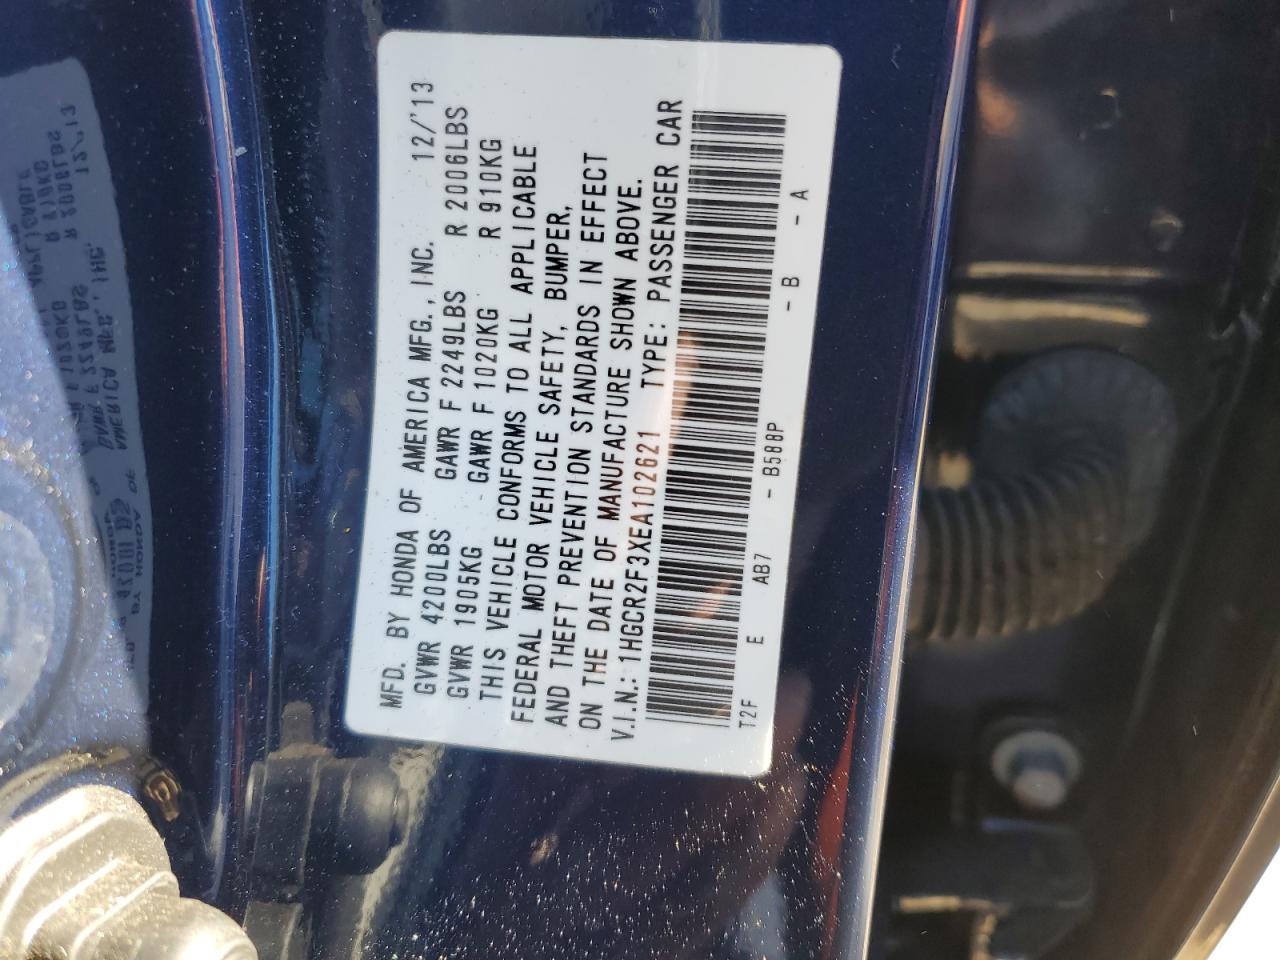 MFD. BY HONDA OF AMERICA MFG., INC. 12/'13
GVWR 4200LBS GAWR F 2249LBS R 2006LBS
GVWR 1905KG GAWR F 1020KG R 910KG
THIS VEHICLE CONFORMS TO ALL APPLICABLE
FEDERAL MOTOR VEHICLE SAFETY, BUMPER,
AND THEFT PREVENTION STANDARDS IN EFFECT
ON THE DATE OF MANUFACTURE SHOWN ABOVE.
V.I.N.: 1HGCR2F3XEA102621 TYPE: PASSENGER CAR
T2F E AB7 - B588P - B - A